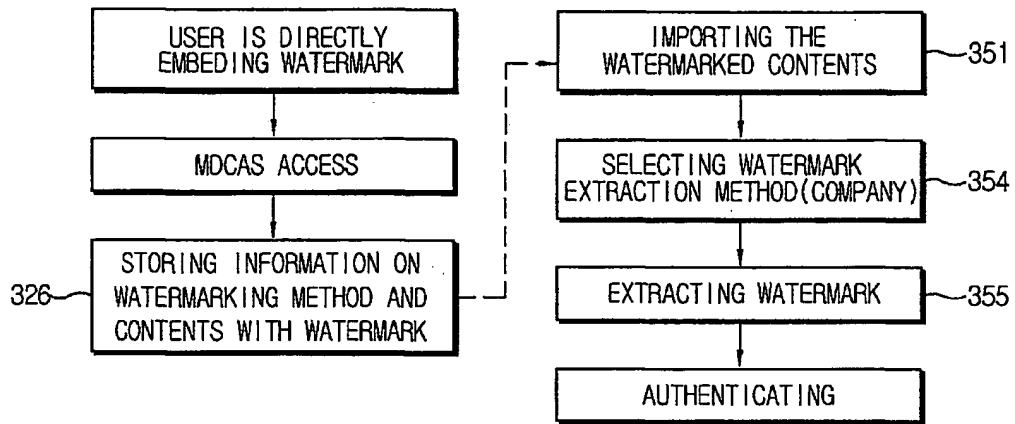 USER IS DIRECTLY
EMBEDING WATERMARK
MDCAS ACCESS
326
STORING INFORMATION ON
WATERMARKING METHOD AND
CONTENTS WITH WATERMARK
IMPORTING THE
WATERMARKED CONTENTS
351
SELECTING WATERMARK
EXTRACTION METHOD(COMPANY)
354
EXTRACTING WATERMARK
355
AUTHENTICATING